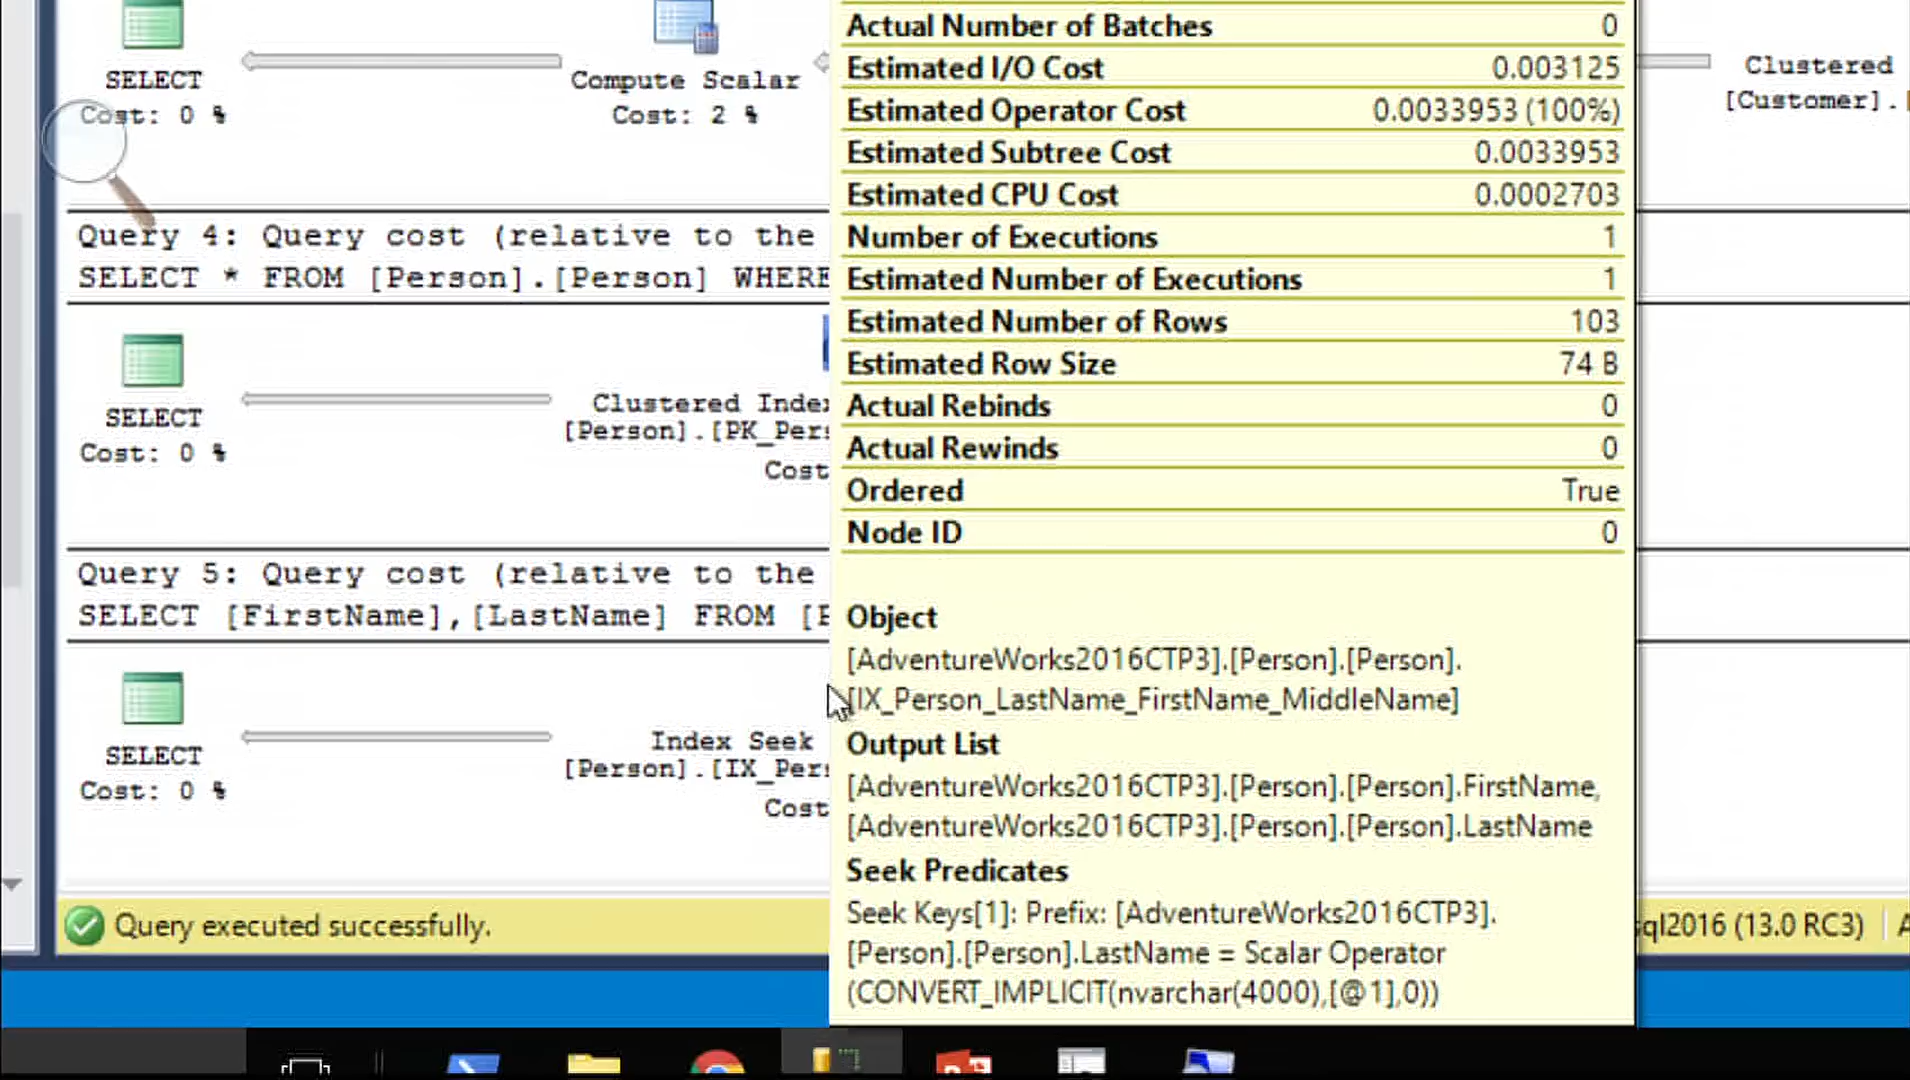 SELECT
Cost: 0 %
Compute Scalar
Cost: 2 %
Clustered
[Customer].
Query 4: Query cost (relative to the
SELECT * FROM [Person].[Person] WHERE
SELECT
Cost: 0 %
Clustered Index
[Person].[PK_Pers
Cost
Query 5: Query cost (relative to the
SELECT [FirstName],[LastName] FROM [P
SELECT
Cost: 0 %
Index Seek
[Person].[IX_Pers
Cost
Actual Number of Batches 0
Estimated I/O Cost 0.003125
Estimated Operator Cost 0.0033953 (100%)
Estimated Subtree Cost 0.0033953
Estimated CPU Cost 0.0002703
Number of Executions 1
Estimated Number of Executions 1
Estimated Number of Rows 103
Estimated Row Size 74 B
Actual Rebinds 0
Actual Rewinds 0
Ordered True
Node ID 0
Object
[AdventureWorks2016CTP3].[Person].[Person].
[IX_Person_LastName_FirstName_MiddleName]
Output List
[AdventureWorks2016CTP3].[Person].[Person].FirstName,
[AdventureWorks2016CTP3].[Person].[Person].LastName
Seek Predicates
Seek Keys[1]: Prefix: [AdventureWorks2016CTP3].
[Person].[Person].LastName = Scalar Operator
(CONVERT_IMPLICIT(nvarchar(4000),[@1],0))
Query executed successfully.
sql2016 (13.0 RC3)